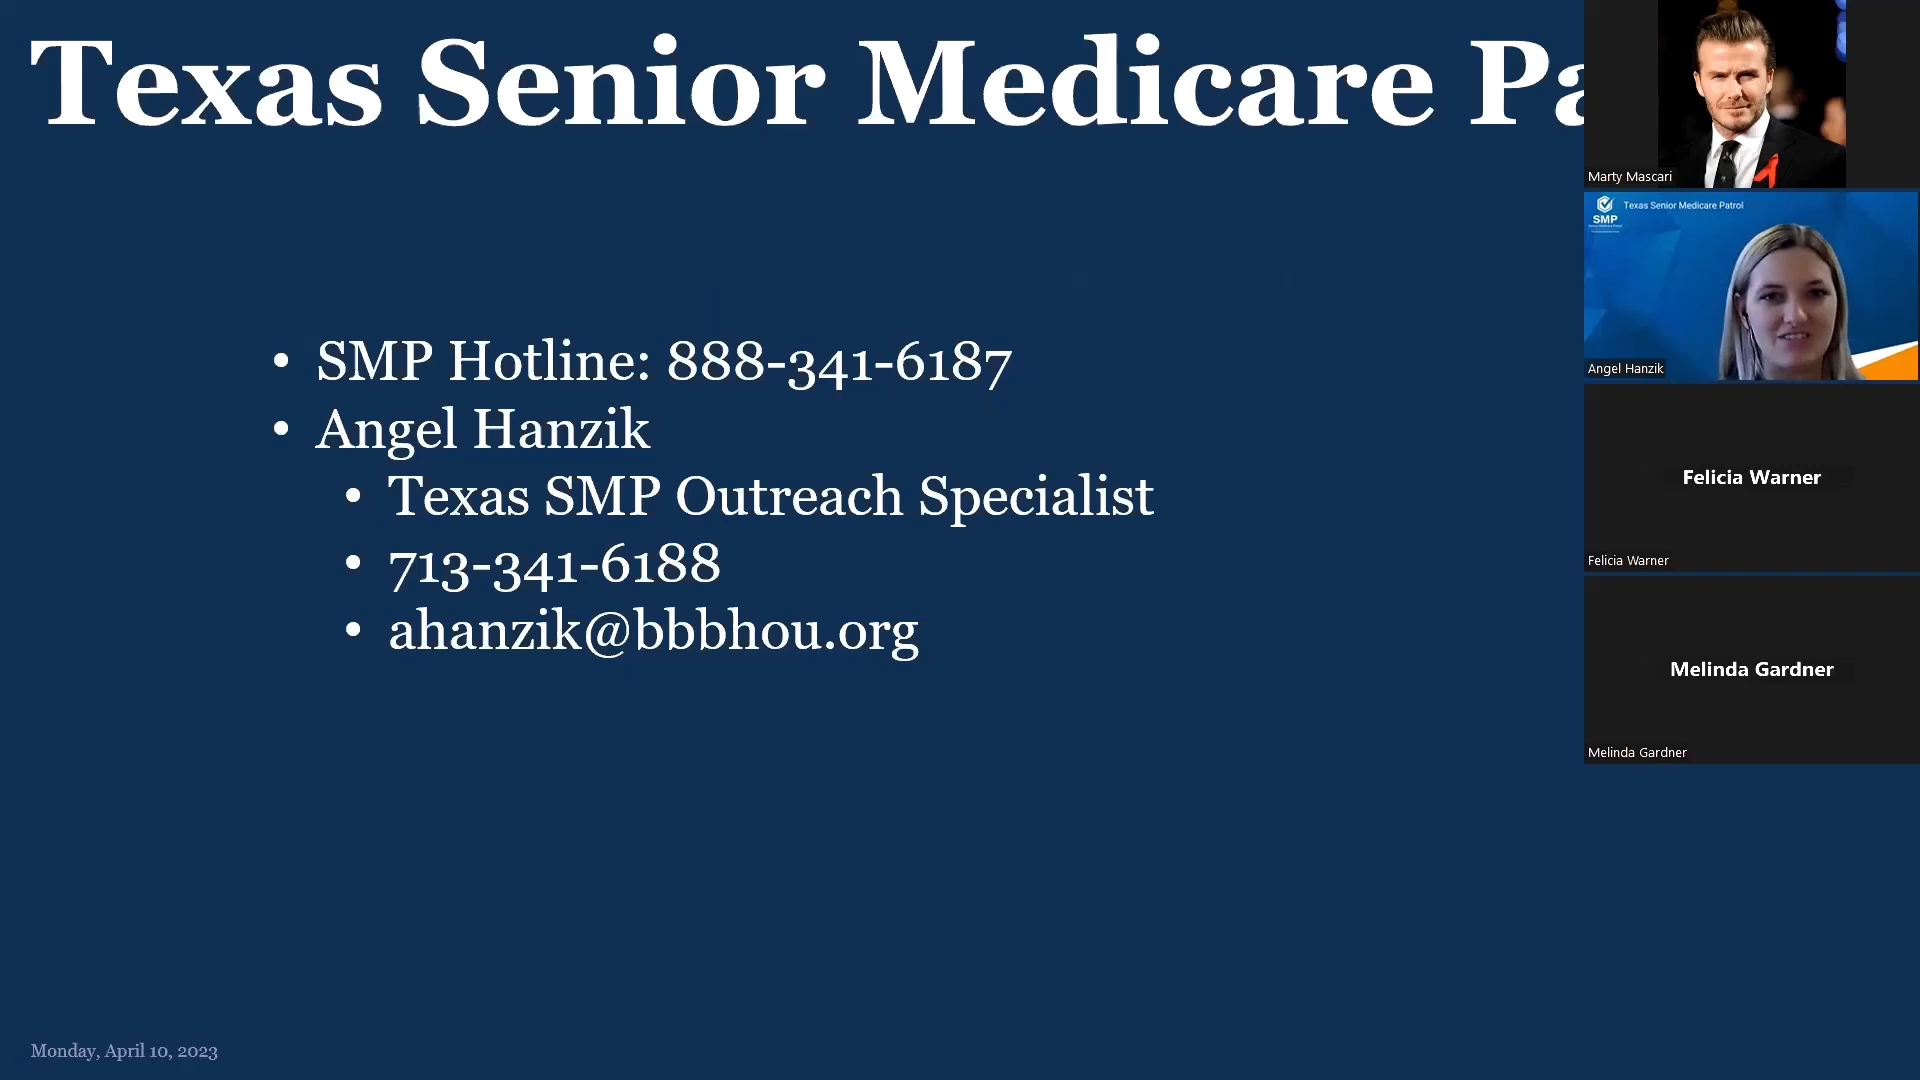 Texas Senior Medicare Pa
SMP Hotline: 888-341-6187
Angel Hanzik
Texas SMP Outreach Specialist
713-341-6188
ahanzik@bbbhou.org
Monday, April 10, 2023
Marty Mascari
SMP
Texas Senior Medicare Patrol
Angel Hanzik
Felicia Warner
Felicia Warner
Melinda Gardner
Melinda Gardner